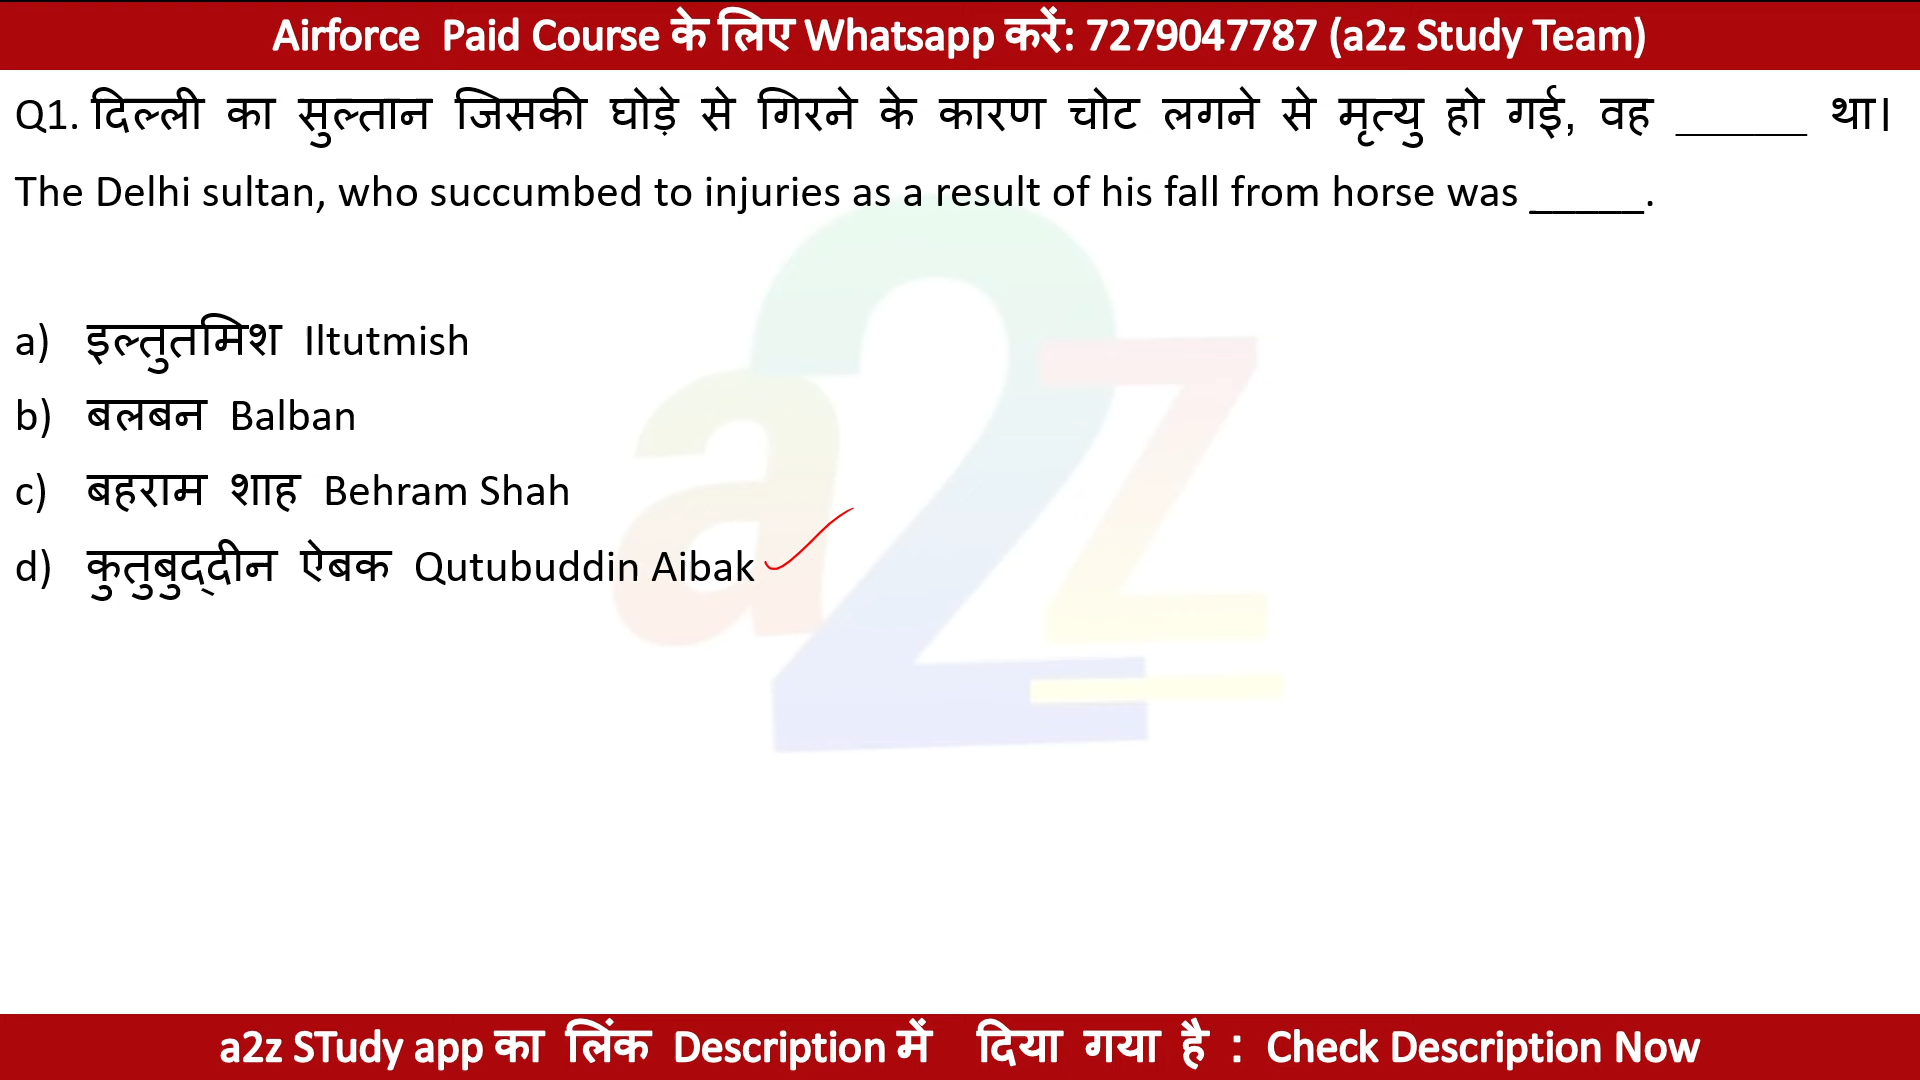 Airforce Paid Course के लिए Whatsapp करें: 7279047787 (a2z Study Team)
Q1. दिल्ली का सुल्तान जिसकी घोड़े से गिरने के कारण चोट लगने से मृत्यु हो गई, वह ______ था।
The Delhi sultan, who succumbed to injuries as a result of his fall from horse was _____.
a) इल्तुतमिश Iltutmish
b) बलबन Balban
c) बहराम शाह Behram Shah
d) कुतुबुद्दीन ऐबक Qutubuddin Aibak
a2z
a2z STudy app का लिंक Description में दिया गया है : Check Description Now